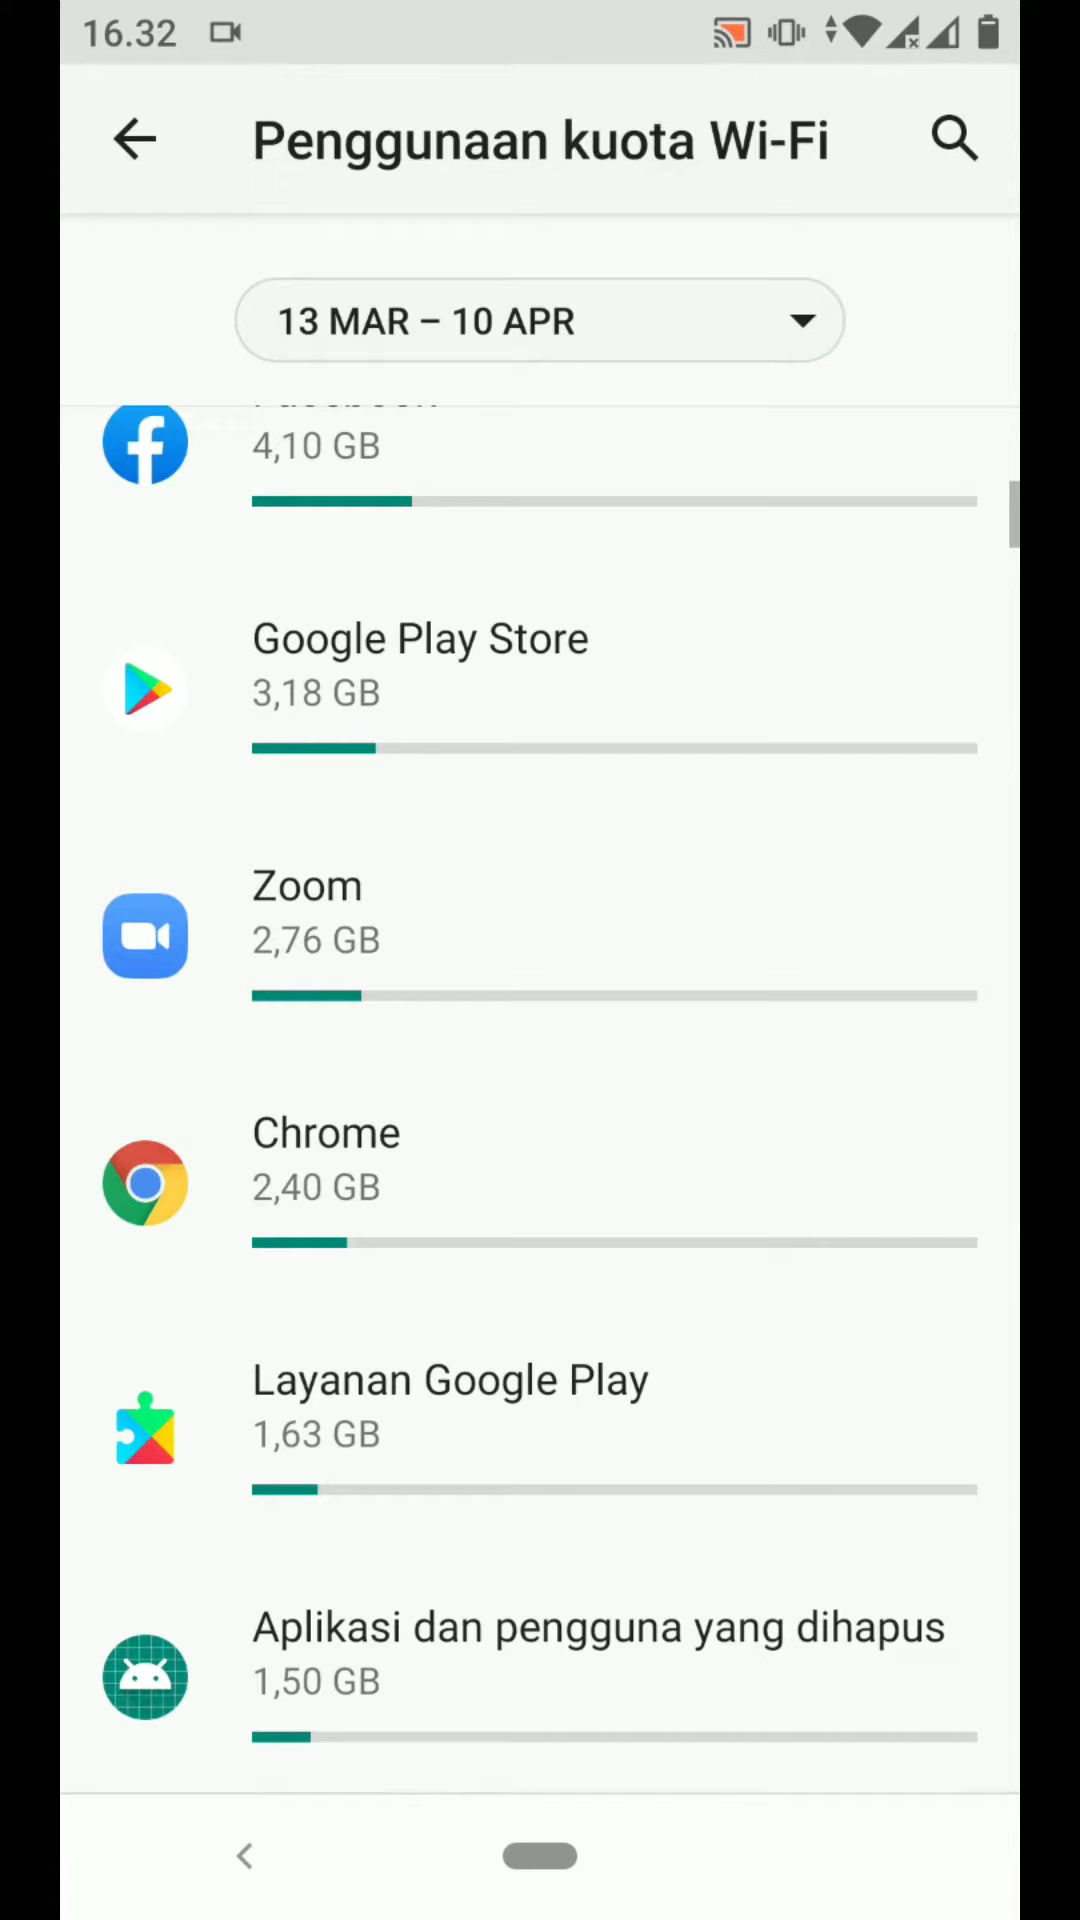 16.32
Penggunaan kuota Wi-Fi
13 MAR – 10 APR
4,10 GB
Google Play Store
3,18 GB
Zoom
2,76 GB
Chrome
2,40 GB
Layanan Google Play
1,63 GB
Aplikasi dan pengguna yang dihapus
1,50 GB